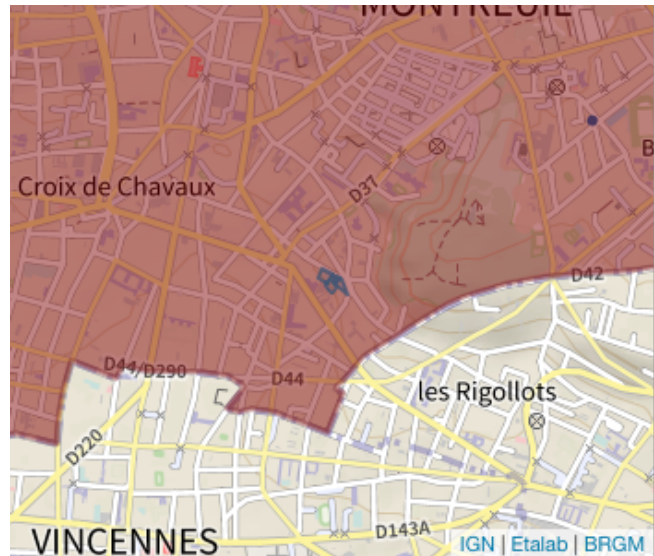 MONTREUIL
B
Croix de Chavaux
D37
D42
D44/D290
D44
les Rigollots
D220
D143A
VINCENNES
IGN | Etalab | BRGM